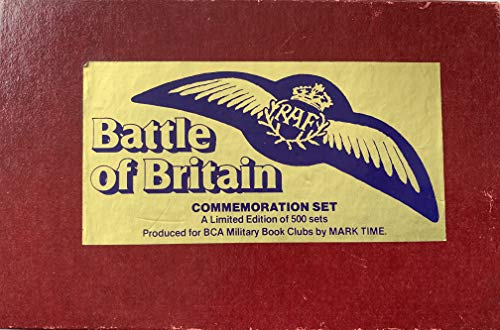 RAF
Battle
of Britain
COMMEMORATION SET
A Limited Edition of 500 sets
Produced for BCA Military Book Clubs by MARK TIME.